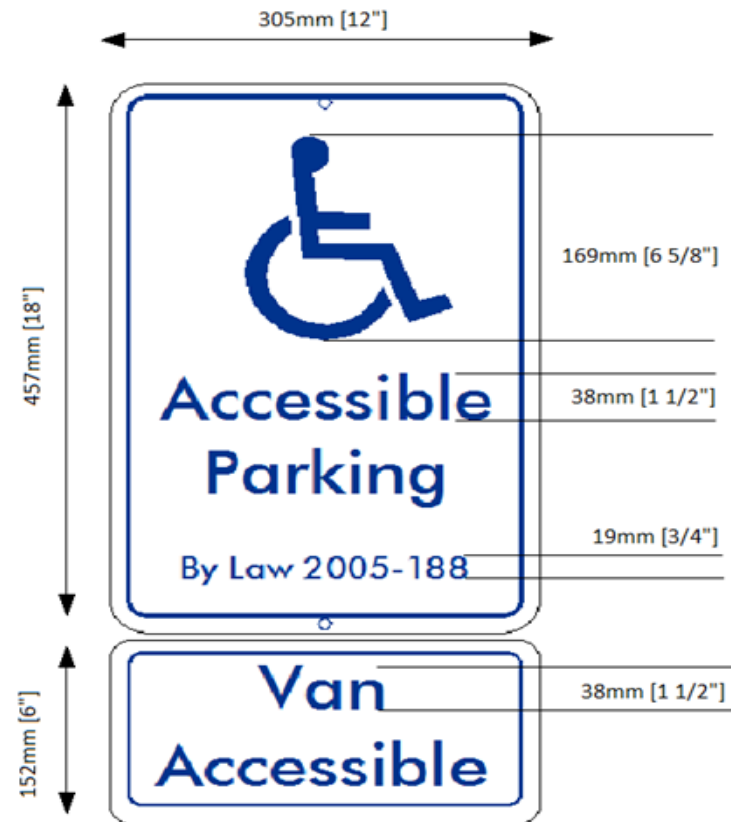 305mm [12"]
457mm [18"]
169mm [6 5/8"]
Accessible
38mm [1 1/2"]
Parking
19mm [3/4"]
By Law 2005-188
Van
38mm [1 1/2"]
152mm [6"]
Accessible